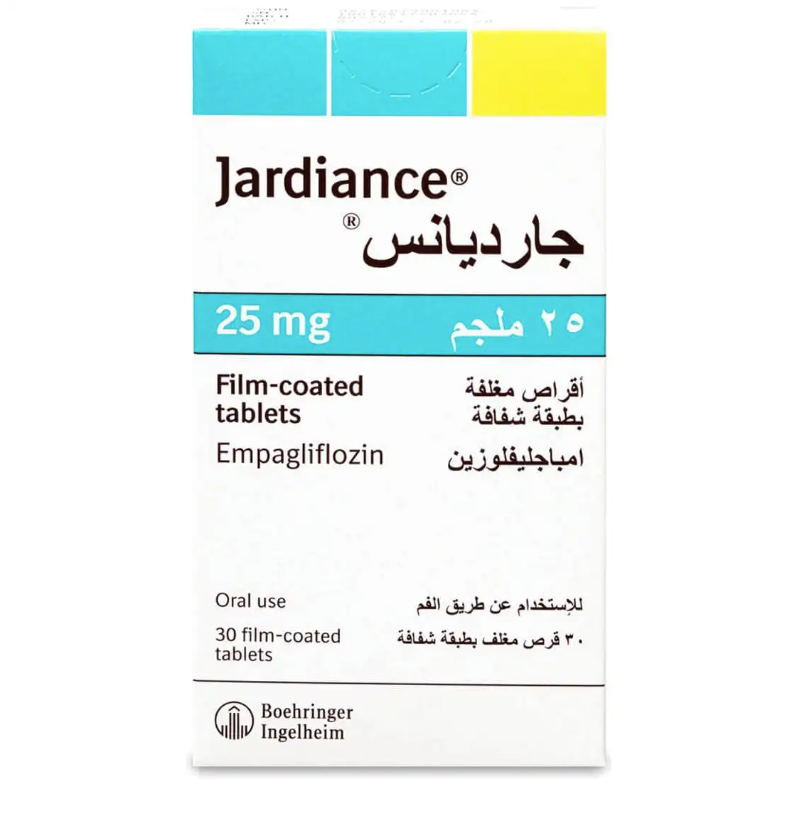 Jardiance®
جارديانس®
25 mg
٢٥ ملجم
Film-coated
tablets
أقراص مغلفة
بطبقة شفافة
Empagliflozin
امباجليفلوزين
Oral use
للإستخدام عن طريق الفم
30 film-coated
tablets
٣٠ قرص مغلف بطبقة شفافة
Boehringer
Ingelheim